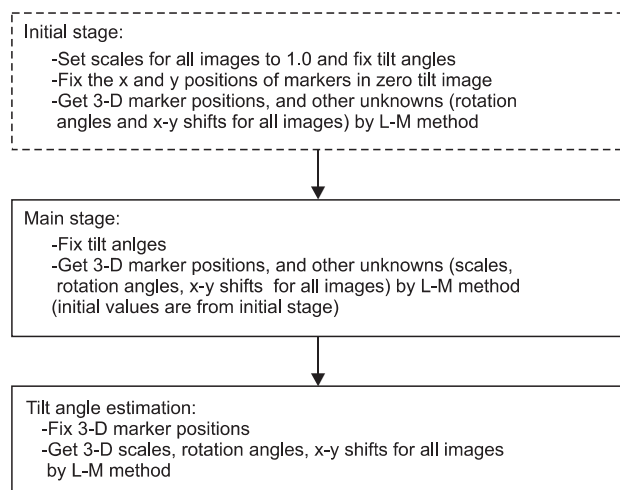 Initial stage:
-Set scales for all images to 1.0 and fix tilt angles
-Fix the x and y positions of markers in zero tilt image
-Get 3-D marker positions, and other unknowns (rotation
angles and x-y shifts for all images) by L-M method
Main stage:
-Fix tilt anlges
-Get 3-D marker positions, and other unknowns (scales,
rotation angles, x-y shifts for all images) by L-M method
(initial values are from initial stage)
Tilt angle estimation:
-Fix 3-D marker positions
-Get 3-D scales, rotation angles, x-y shifts for all images
by L-M method